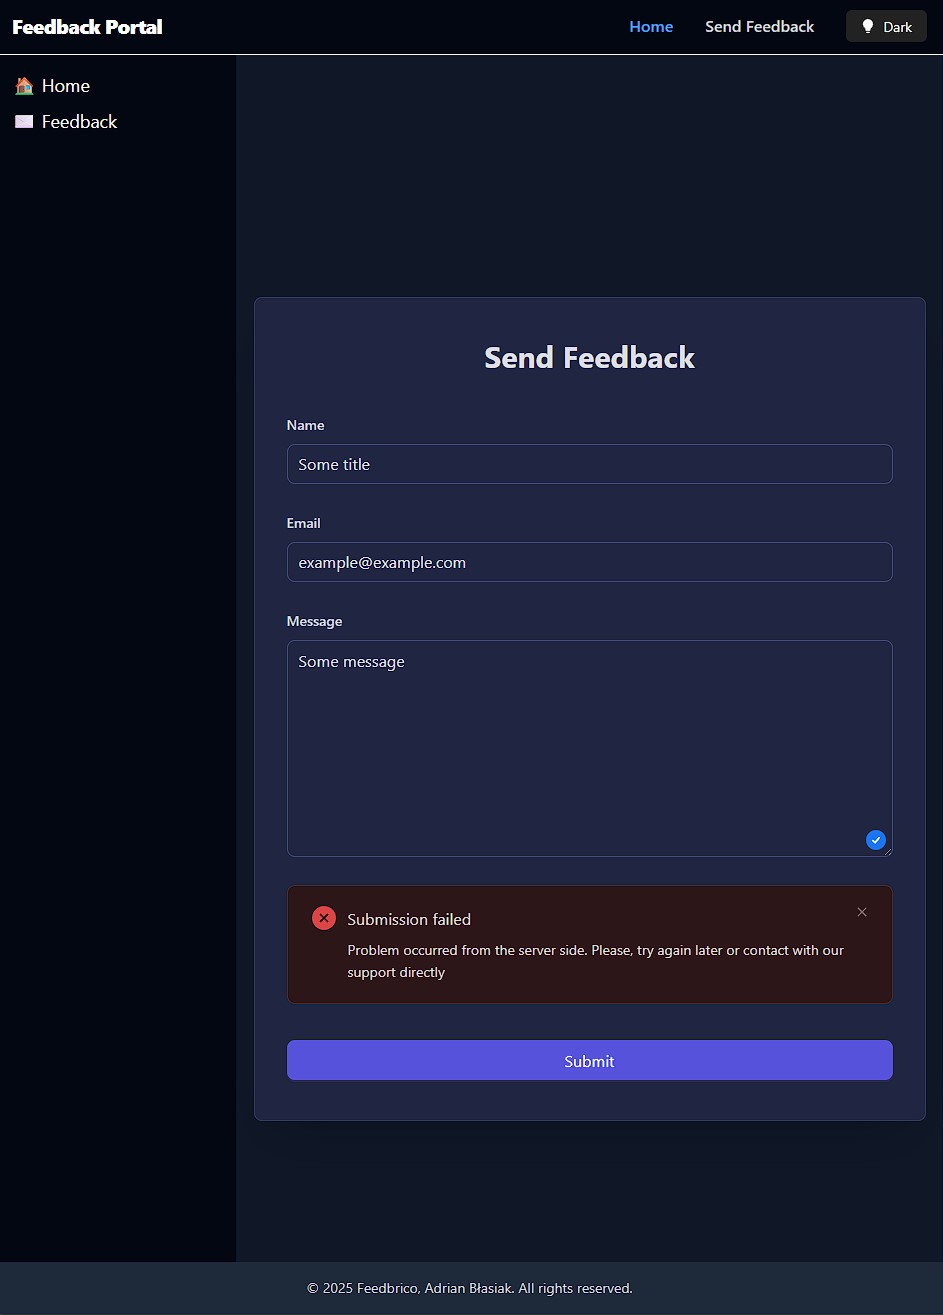 Feedback Portal
Home
Send Feedback
Dark
Home
Feedback
Send Feedback
Name
Some title
Email
example@example.com
Message
Some message
Submission failed
Problem occurred from the server side. Please, try again later or contact with our
support directly
Submit
© 2025 Feedbrico, Adrian Błasiak. All rights reserved.